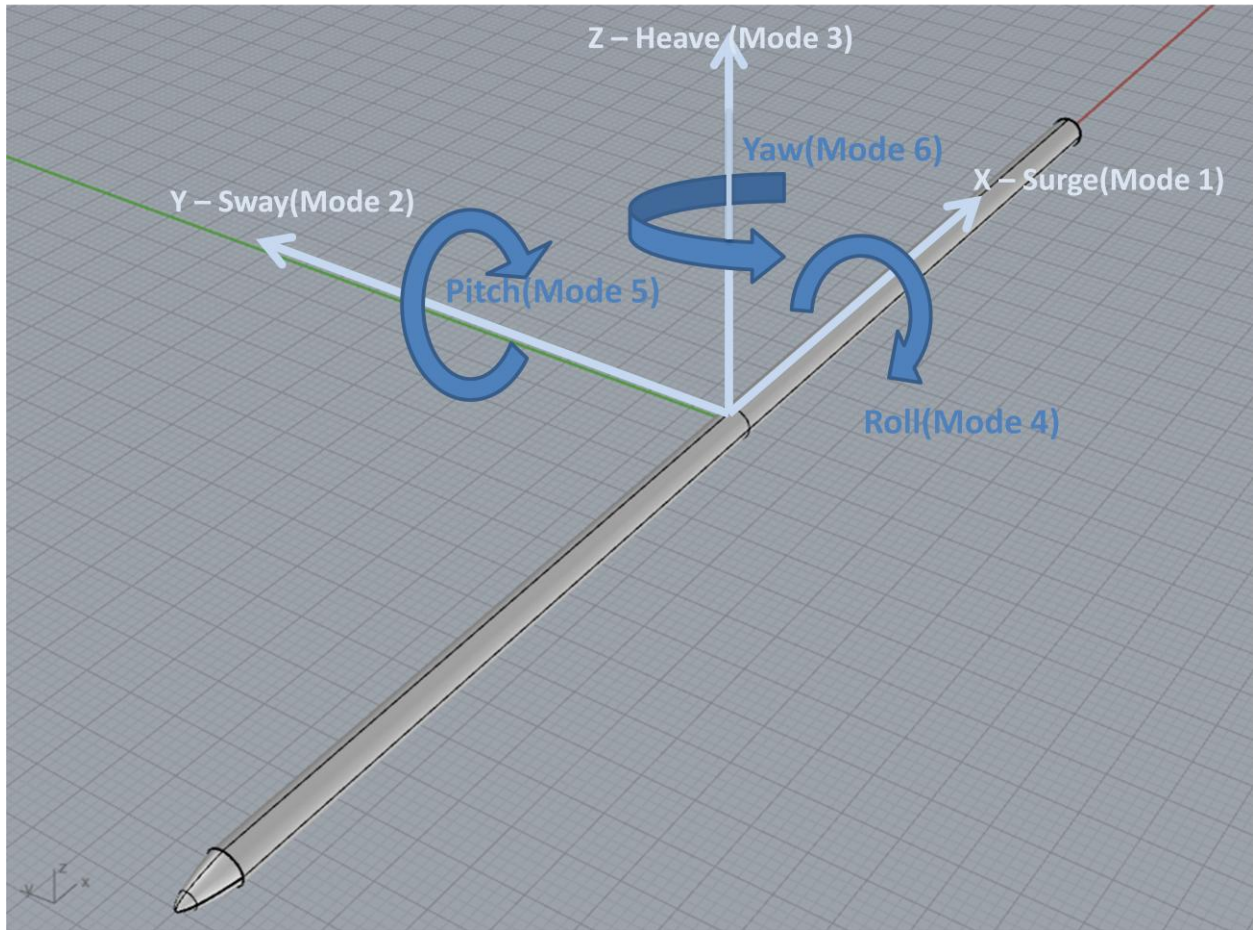 Z – Heave (Mode 3)
Yaw(Mode 6)
X – Surge(Mode 1)
Y – Sway(Mode 2)
Pitch(Mode 5)
Roll(Mode 4)
z
y
x